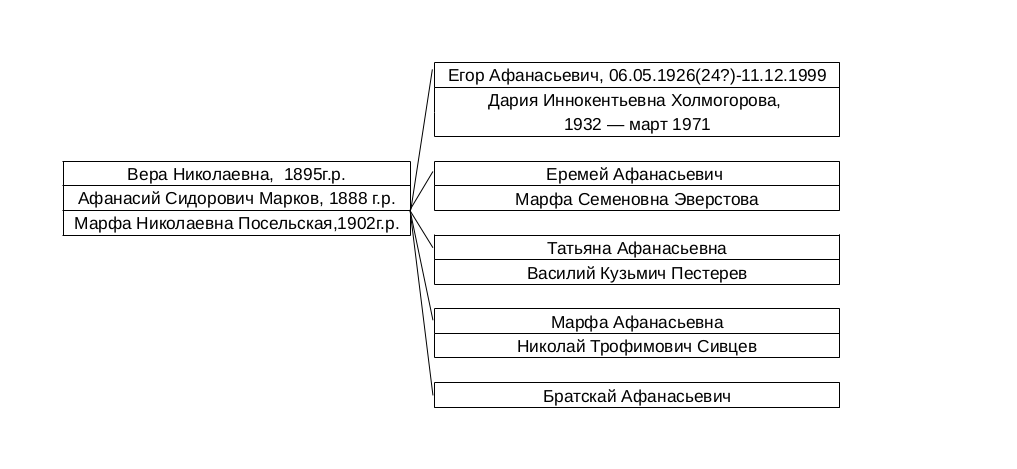 Егор Афанасьевич, 06.05.1926(24?)-11.12.1999
Дария Иннокентьевна Холмогорова,
1932 — март 1971
Вера Николаевна,  1895г.р.
Афанасий Сидорович Марков, 1888 г.р.
Марфа Николаевна Посельская,1902г.р.
Еремей Афанасьевич
Марфа Семеновна Эверстова
Татьяна Афанасьевна
Василий Кузьмич Пестерев
Марфа Афанасьевна
Николай Трофимович Сивцев
Братскай Афанасьевич